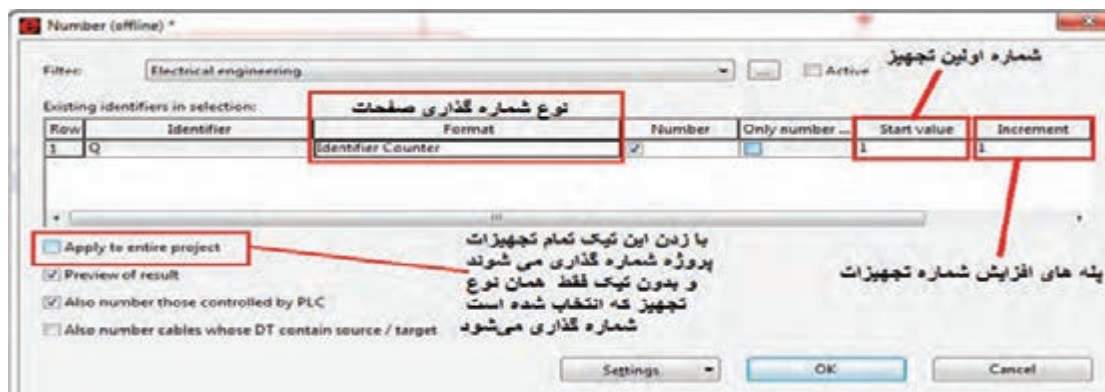 Number (offline) *
شماره اولین تجهیز
Filter: Electrical engineering ... Active
Existing identifiers in selection:
نوع شماره گذاری صفحات
Row Identifier Format Number Only number ... Start value Increment
1 Q Identifier Counter 1 1
Apply to entire project
Preview of result
Also number those controlled by PLC
Also number cables whose DT contain source / target
با زدن این تیک تمام تجهیزات
پروژه شماره گذاری می شوند
و بدون تیک فقط همان نوع
تجهیز که انتخاب شده است
شماره گذاری می‌شود
پله های افزایش شماره تجهیزات
Settings OK Cancel